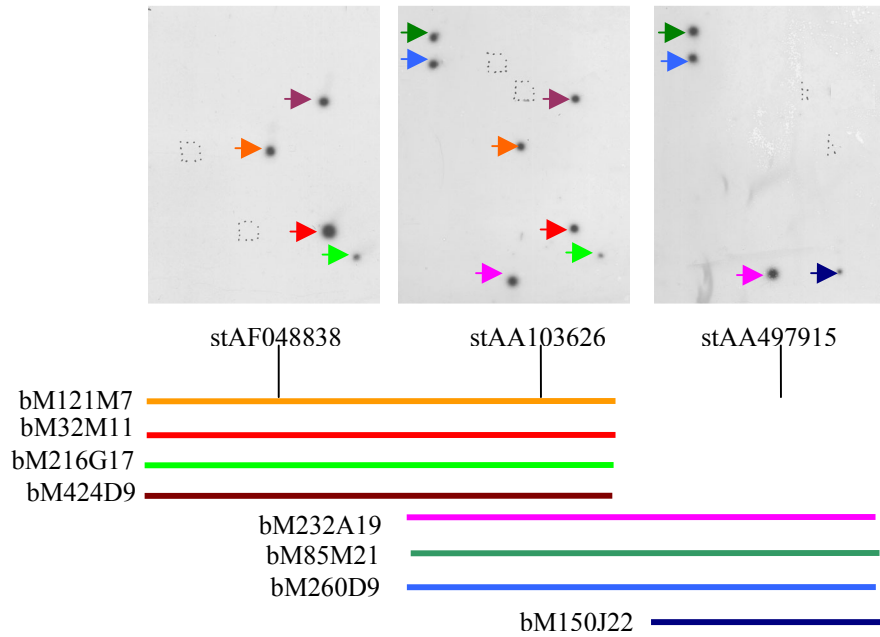 stAF048838 stAA103626 stAA497915
bM121M7
bM32M11
bM216G17
bM424D9
bM232A19
bM85M21
bM260D9
bM150J22